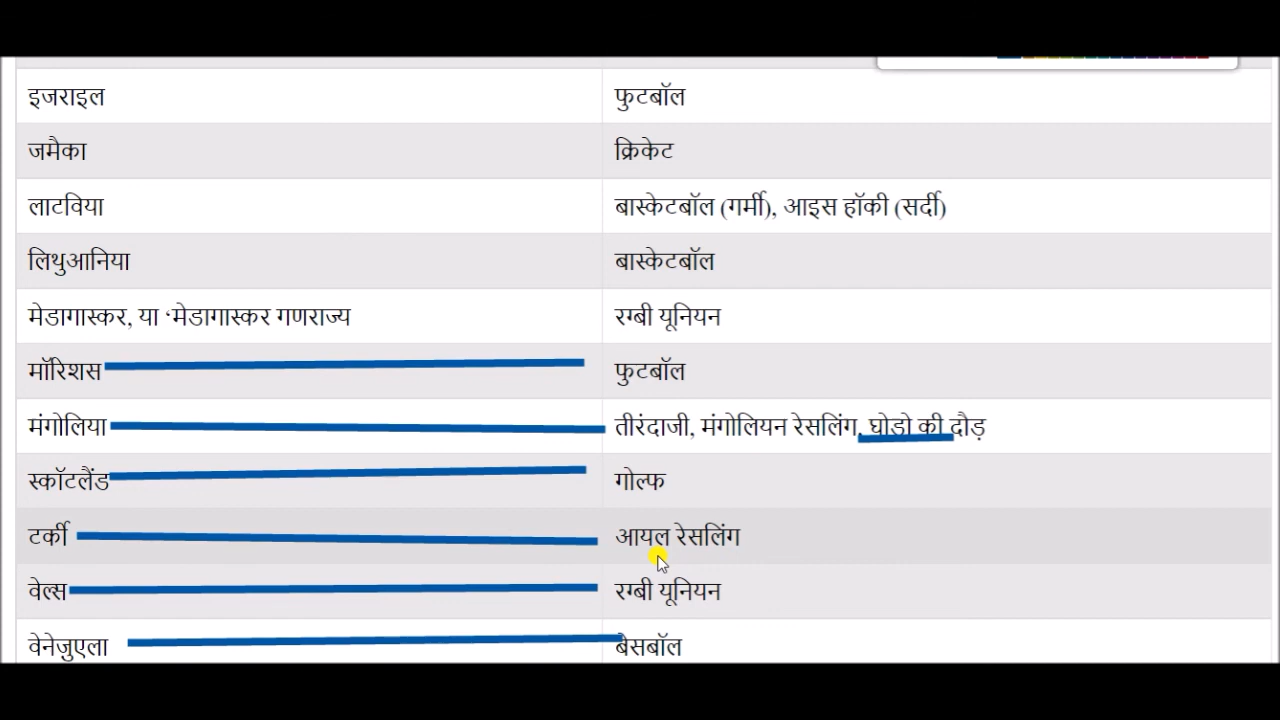 इजराइल फुटबॉल
जमैका क्रिकेट
लाटविया बास्केटबॉल (गर्मी), आइस हॉकी (सर्दी)
लिथुआनिया बास्केटबॉल
मेडागास्कर, या ‘मेडागास्कर गणराज्य रग्बी यूनियन
मॉरिशस फुटबॉल
मंगोलिया तीरंदाजी, मंगोलियन रेसलिंग, घोड़ो की दौड़
स्कॉटलैंड गोल्फ
टर्की आयल रेसलिंग
वेल्स रग्बी यूनियन
वेनेजुएला बैसबॉल